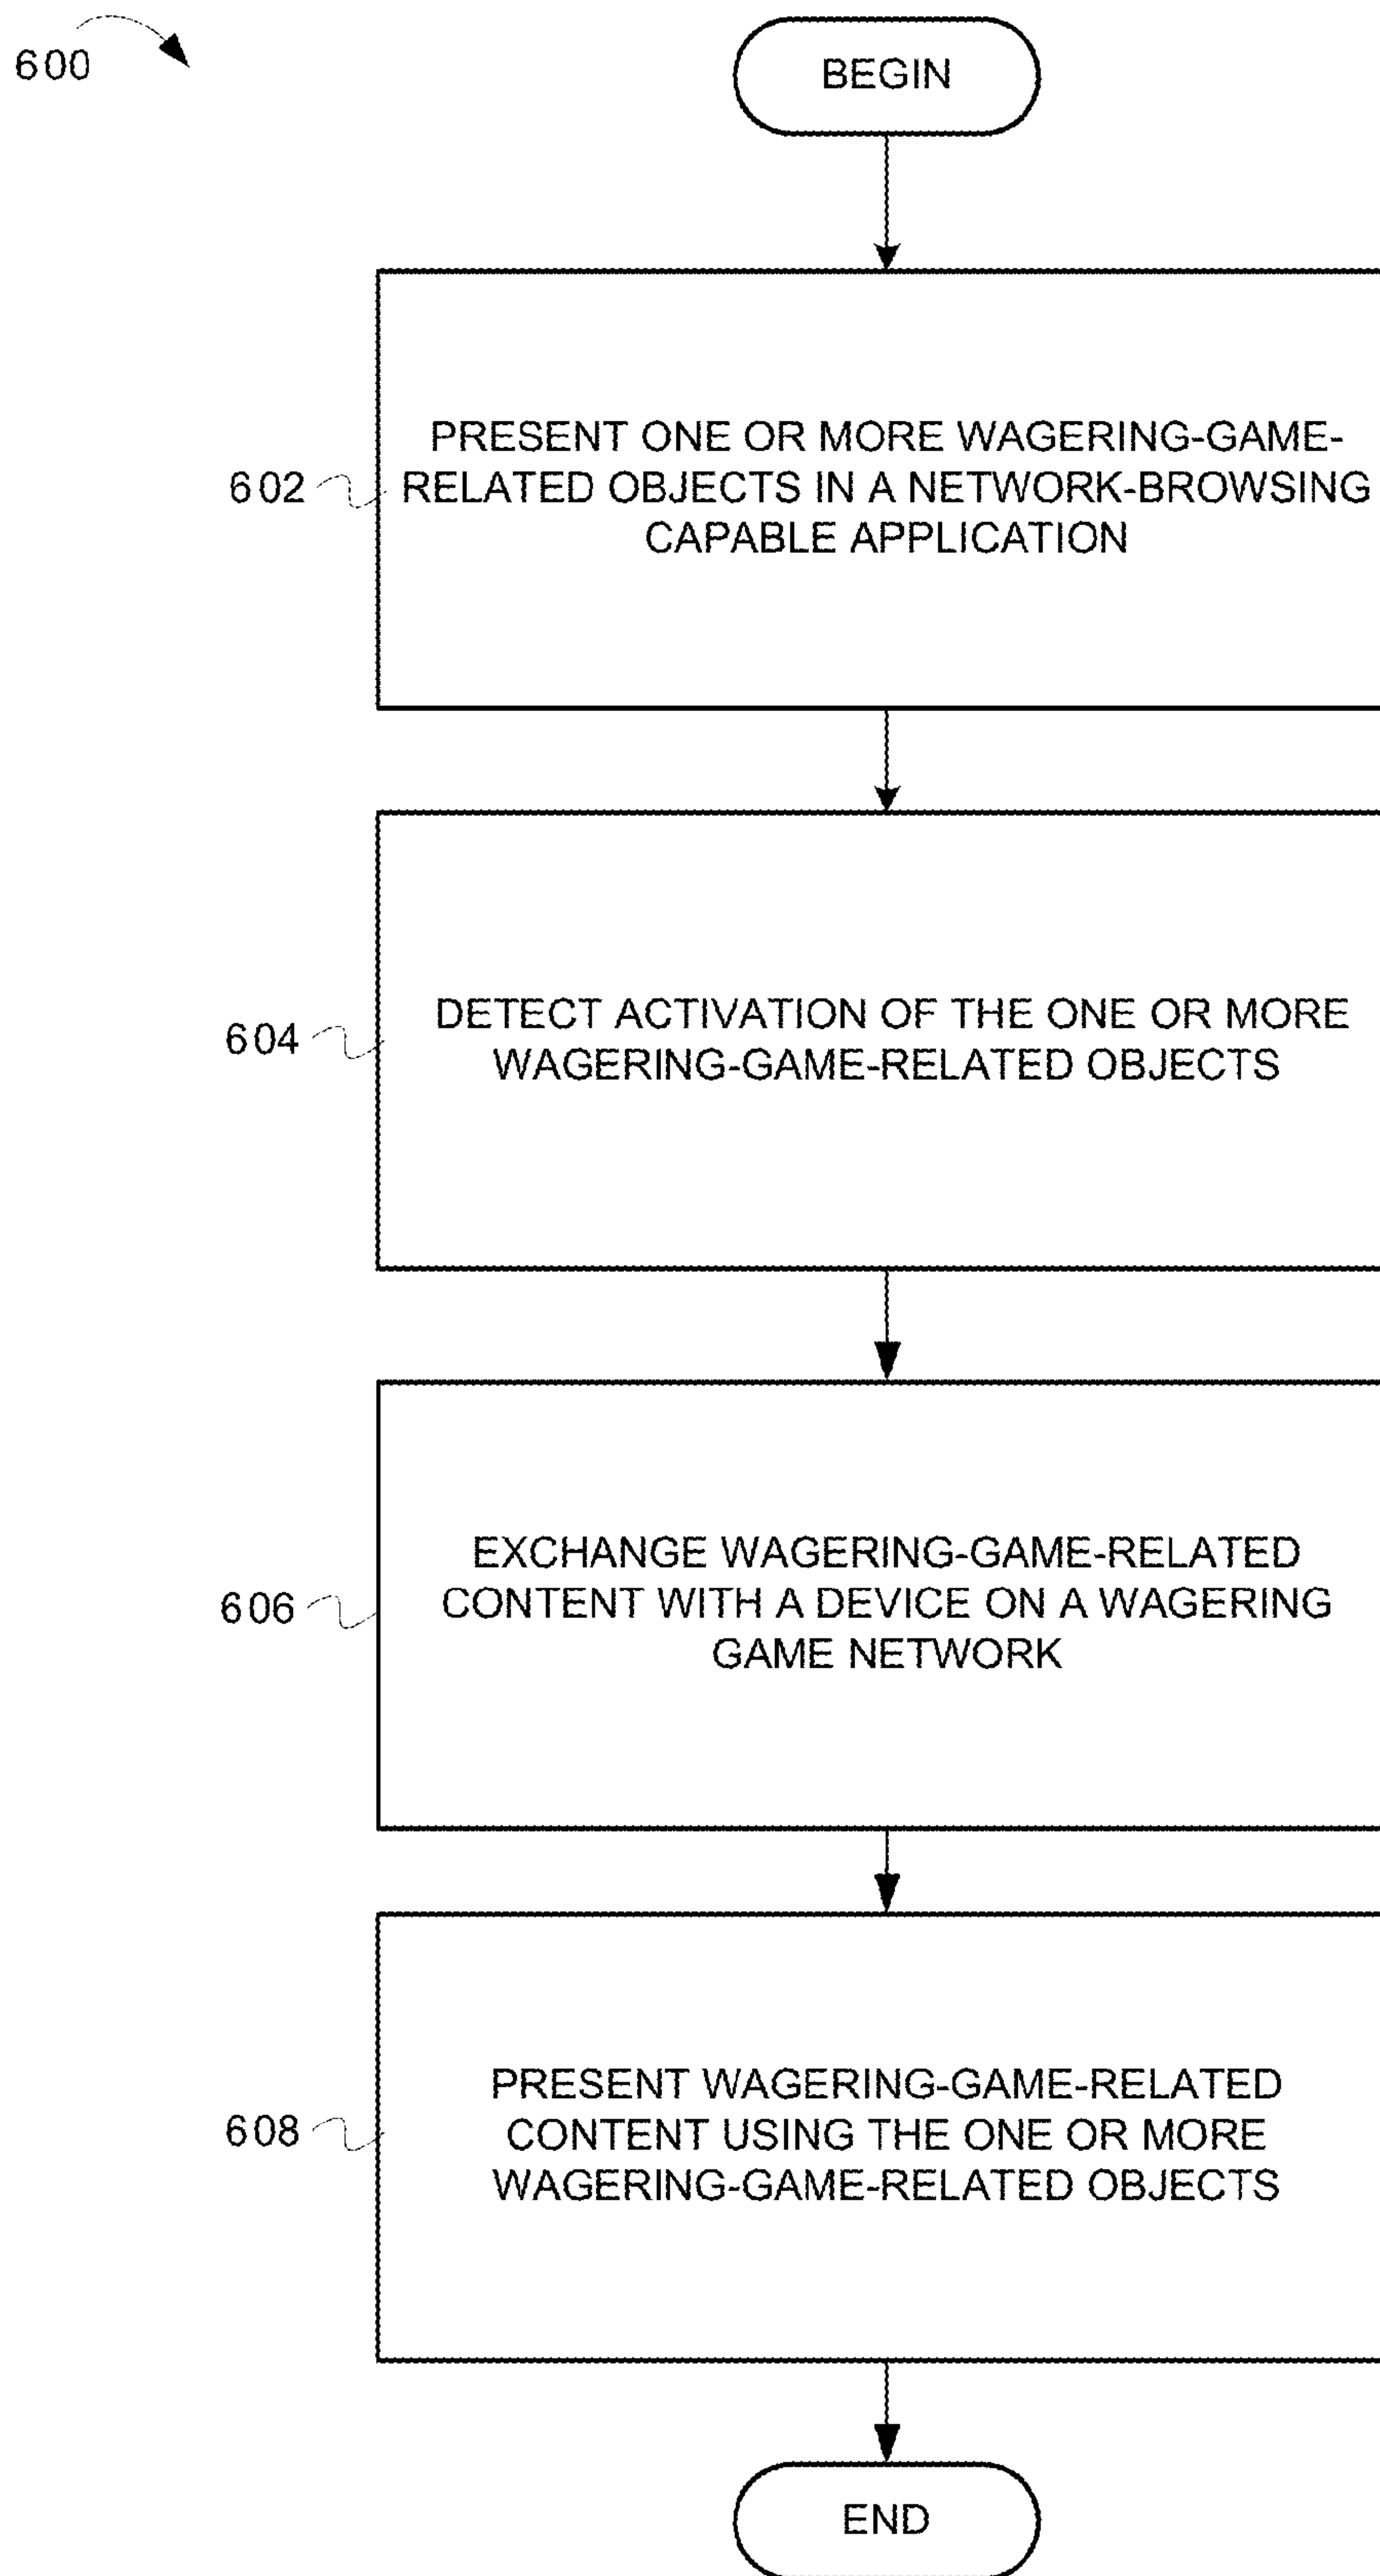 600
BEGIN
602
PRESENT ONE OR MORE WAGERING-GAME-
RELATED OBJECTS IN A NETWORK-BROWSING
CAPABLE APPLICATION
604
DETECT ACTIVATION OF THE ONE OR MORE
WAGERING-GAME-RELATED OBJECTS
606
EXCHANGE WAGERING-GAME-RELATED
CONTENT WITH A DEVICE ON A WAGERING
GAME NETWORK
608
PRESENT WAGERING-GAME-RELATED
CONTENT USING THE ONE OR MORE
WAGERING-GAME-RELATED OBJECTS
END